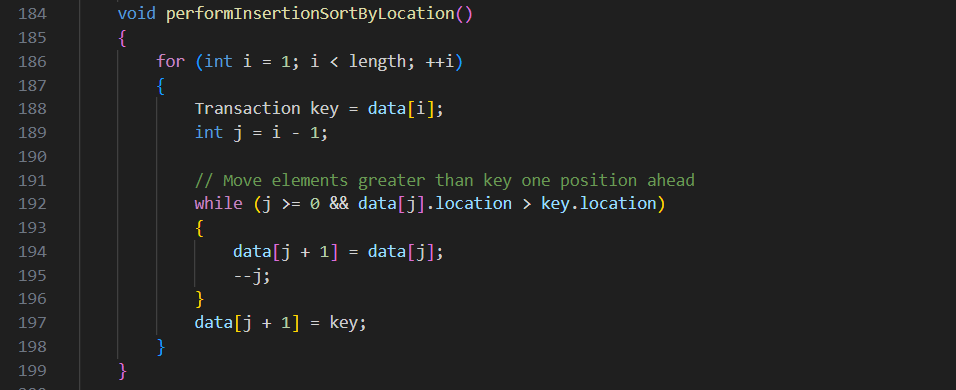 184 void performInsertionSortByLocation()
185 {
186 for (int i = 1; i < length; ++i)
187 {
188 Transaction key = data[i];
189 int j = i - 1;
190
191 // Move elements greater than key one position ahead
192 while (j >= 0 && data[j].location > key.location)
193 {
194 data[j + 1] = data[j];
195 --j;
196 }
197 data[j + 1] = key;
198 }
199 }